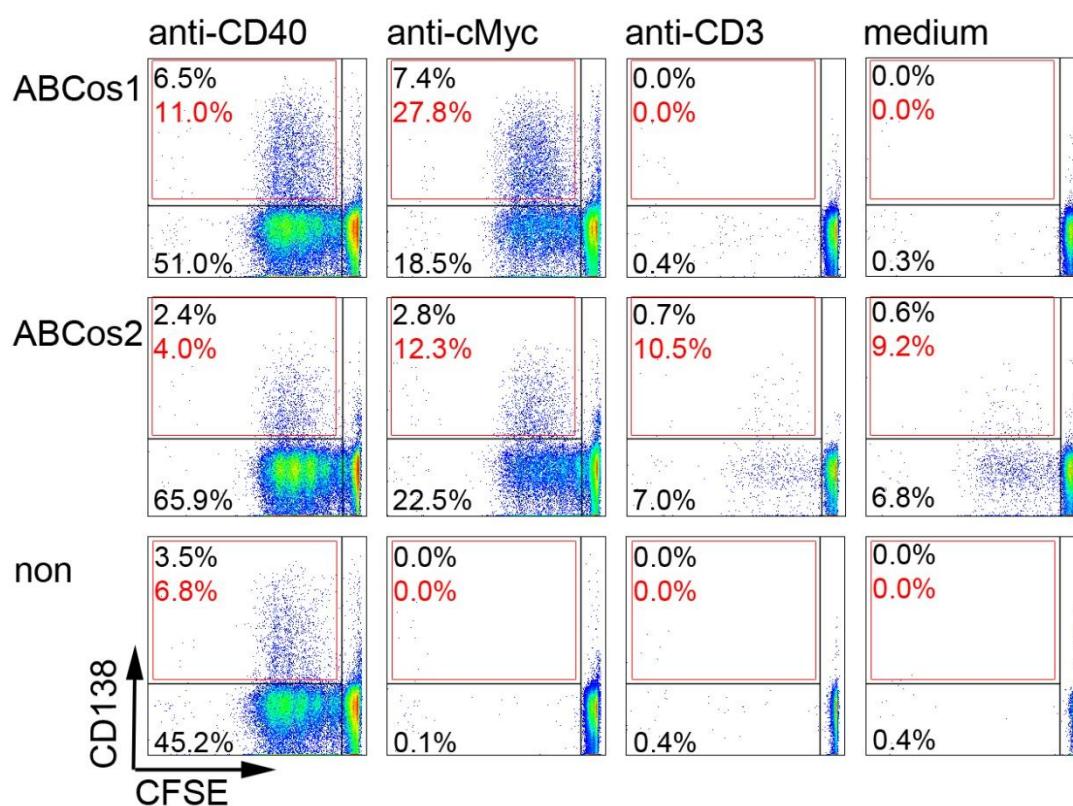 anti-CD40 anti-cMyc anti-CD3 medium
ABCos1
6.5% 7.4% 0.0% 0.0%
11.0% 27.8% 0.0% 0.0%
51.0% 18.5% 0.4% 0.3%
ABCos2
2.4% 2.8% 0.7% 0.6%
4.0% 12.3% 10.5% 9.2%
65.9% 22.5% 7.0% 6.8%
non
3.5% 0.0% 0.0% 0.0%
6.8% 0.0% 0.0% 0.0%
45.2% 0.1% 0.4% 0.4%
CD138
CFSE